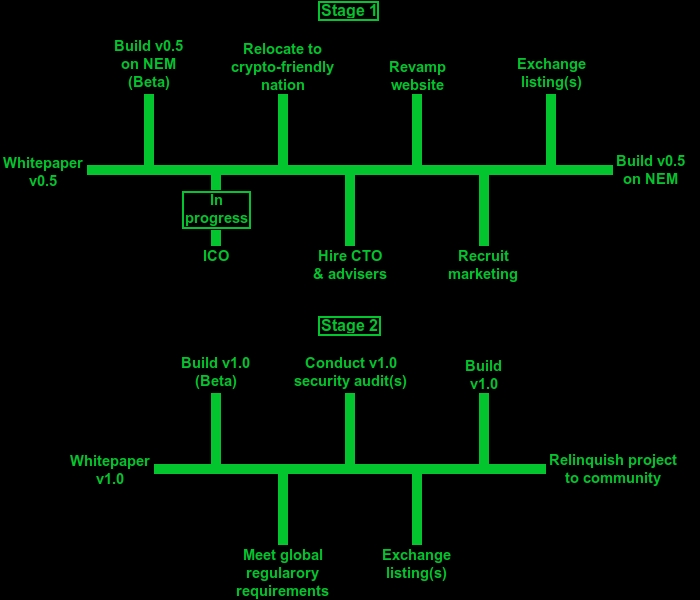 Stage 1
Build v0.5
on NEM
(Beta)
Relocate to
crypto-friendly
nation
Revamp
website
Exchange
listing(s)
Whitepaper
v0.5
Build v0.5
on NEM
In
progress
ICO
Hire CTO
& advisers
Recruit
marketing
Stage 2
Build v1.0
(Beta)
Conduct v1.0
security audit(s)
Build
v1.0
Whitepaper
v1.0
Relinquish project
to community
Meet global
regularory
requirements
Exchange
listing(s)